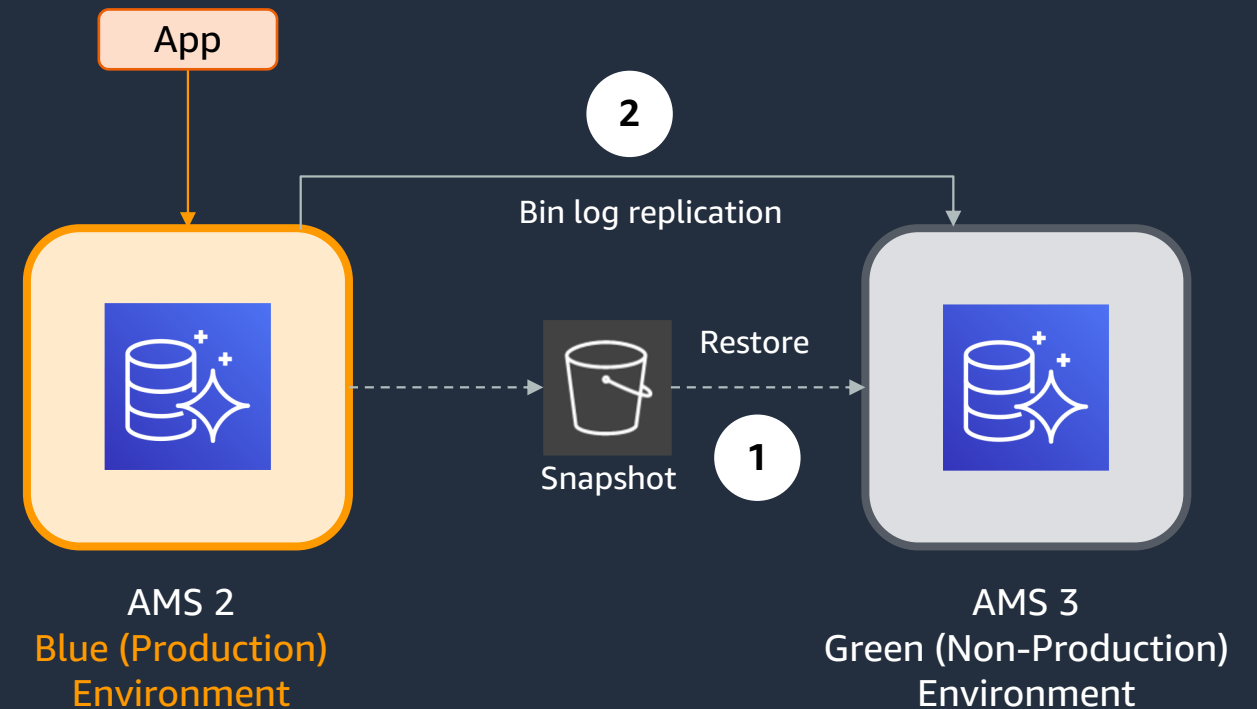 App
2
Bin log replication
Restore
1
Snapshot
AMS 2
Blue (Production)
Environment
AMS 3
Green (Non-Production)
Environment